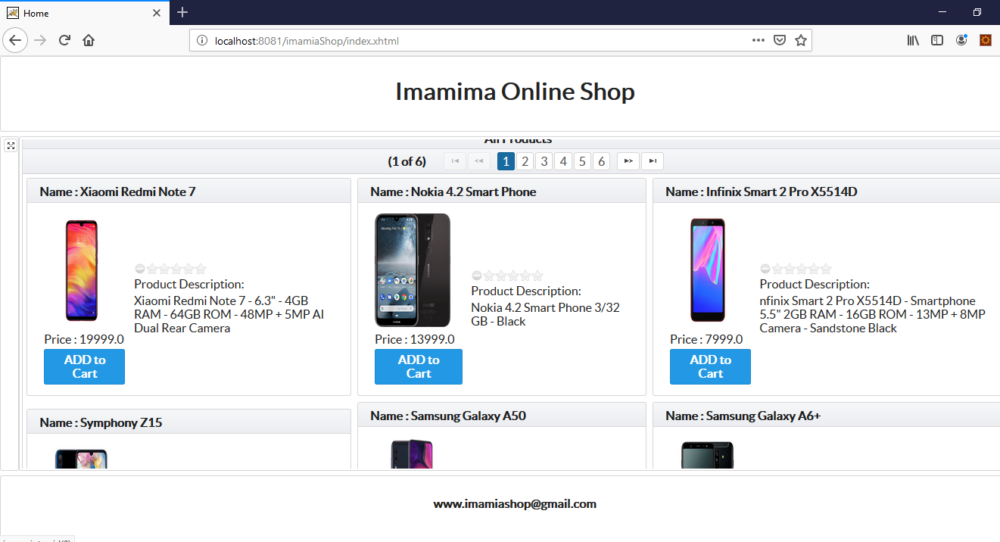 Home
localhost:8081/imamiaShop/index.xhtml
Imamima Online Shop
All Products
(1 of 6) 1 2 3 4 5 6
Name : Xiaomi Redmi Note 7
Product Description:
Xiaomi Redmi Note 7 - 6.3" - 4GB
RAM - 64GB ROM - 48MP + 5MP AI
Dual Rear Camera
Price : 19999.0
ADD to
Cart
Name : Nokia 4.2 Smart Phone
Product Description:
Nokia 4.2 Smart Phone 3/32
GB - Black
Price : 13999.0
ADD to
Cart
Name : Infinix Smart 2 Pro X5514D
Product Description:
nfinix Smart 2 Pro X5514D - Smartphone
5.5" 2GB RAM - 16GB ROM - 13MP + 8MP
Camera - Sandstone Black
Price : 7999.0
ADD to
Cart
Name : Symphony Z15
Name : Samsung Galaxy A50
Name : Samsung Galaxy A6+
www.imamiashop@gmail.com